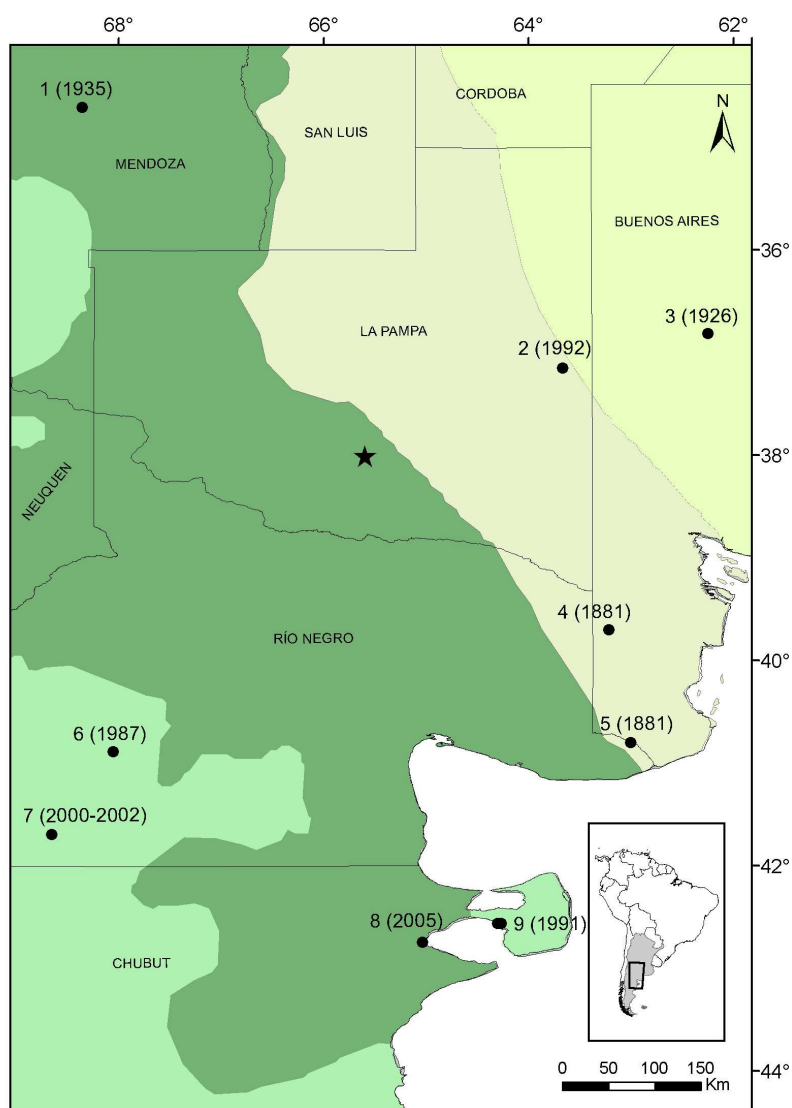 68° 66° 64° 62°
1 (1935)
CORDOBA
N
SAN LUIS
MENDOZA
BUENOS AIRES
36°
3 (1926)
LA PAMPA
2 (1992)
38°
NEUQUEN
4 (1881)
RÍO NEGRO
40°
5 (1881)
6 (1987)
7 (2000-2002)
42°
8 (2005)
9 (1991)
CHUBUT
0 50 100 150
Km
44°